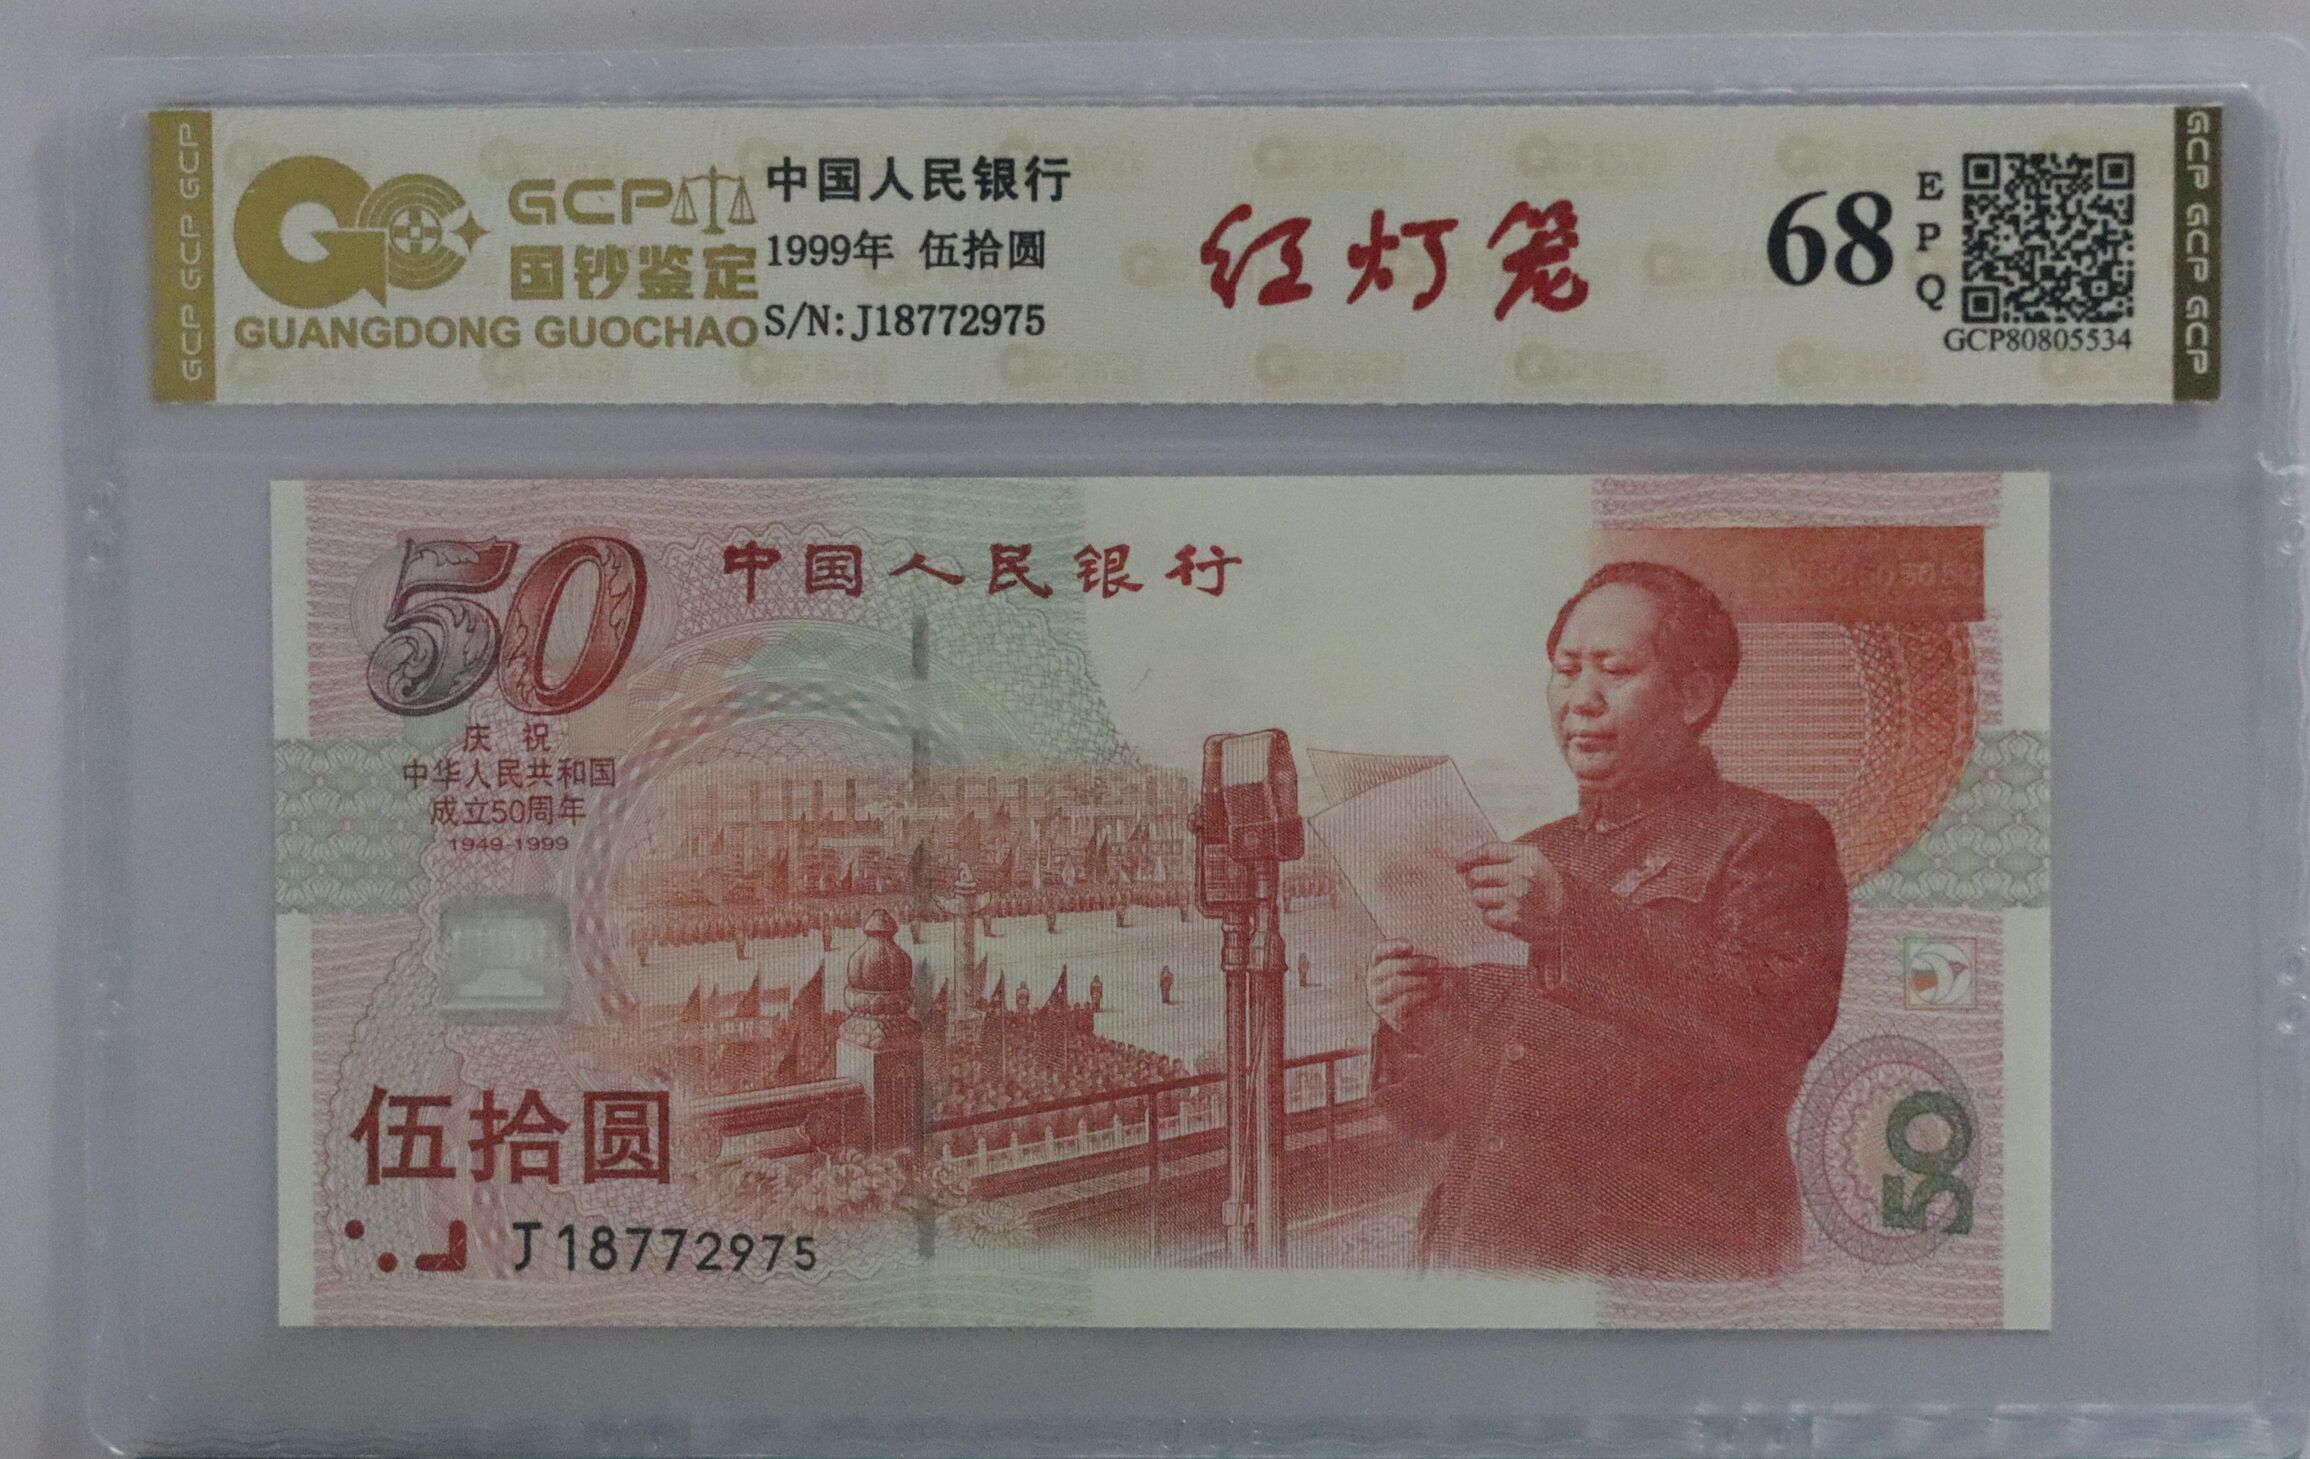 GCP GCP GCP
GCP
国钞鉴定
GUANGDONG GUOCHAO
中国人民银行
1999年 伍拾圆
S/N:J18772975
红灯笼
68
EPQ
GCP80805534
GCP GCP GCP
50
中国人民银行
庆祝
中华人民共和国
成立50周年
1949-1999
伍拾圆
J18772975
50